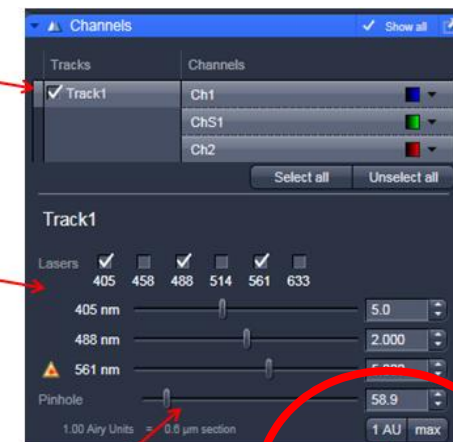 Channels Show all
Tracks Channels
Track1 Ch1
ChS1
Ch2
Select all Unselect all
Track1
Lasers
405 458 488 514 561 633
405 nm 5.0
488 nm 2.000
561 nm
Pinhole 58.9
1.00 Airy Units = 0.6 µm section 1 AU max